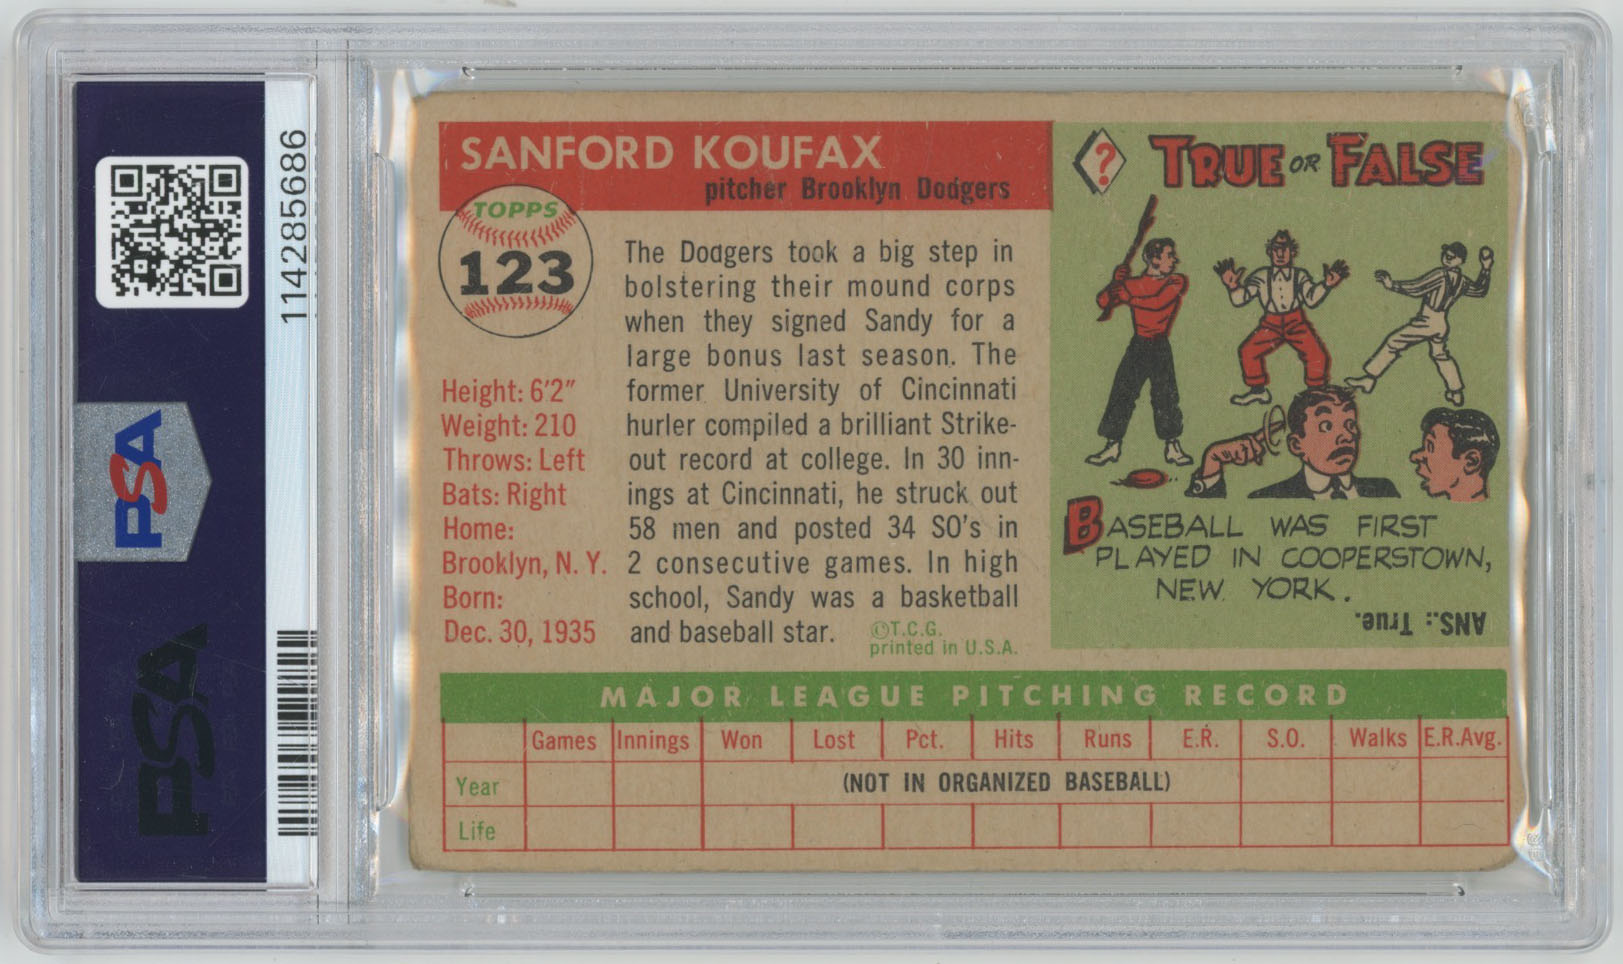 PSA
114285686
PSA
SANFORD KOUFAX
pitcher Brooklyn Dodgers
TOPPS
123
Height: 6'2"
Weight: 210
Throws: Left
Bats: Right
Home:
Brooklyn, N. Y.
Born:
Dec. 30, 1935
The Dodgers took a big step in
bolstering their mound corps
when they signed Sandy for a
large bonus last season. The
former University of Cincinnati
hurler compiled a brilliant Strike-
out record at college. In 30 inn-
ings at Cincinnati, he struck out
58 men and posted 34 SO's in
2 consecutive games. In high
school, Sandy was a basketball
and baseball star.
©T.C.G.
printed in U.S.A.
?
TRUE OR FALSE
BASEBALL WAS FIRST
PLAYED IN COOPERSTOWN,
NEW YORK.
ANS.: True.
MAJOR LEAGUE PITCHING RECORD
Games Innings Won Lost Pct. Hits Runs E.R. S.O. Walks E.R.Avg.
Year (NOT IN ORGANIZED BASEBALL)
Life